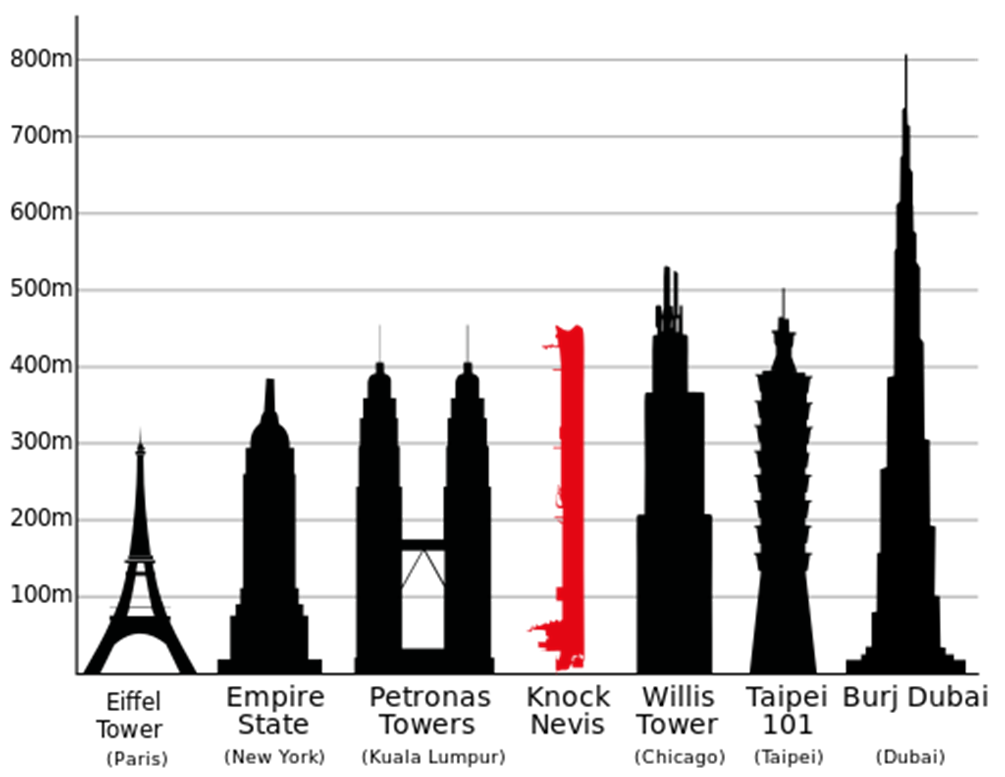 800m
700m
600m
500m
400m
300m
200m
100m
Eiffel
Tower
(Paris)
Empire
State
(New York)
Petronas
Towers
(Kuala Lumpur)
Knock
Nevis
Willis
Tower
(Chicago)
Taipei
101
(Taipei)
Burj Dubai
(Dubai)